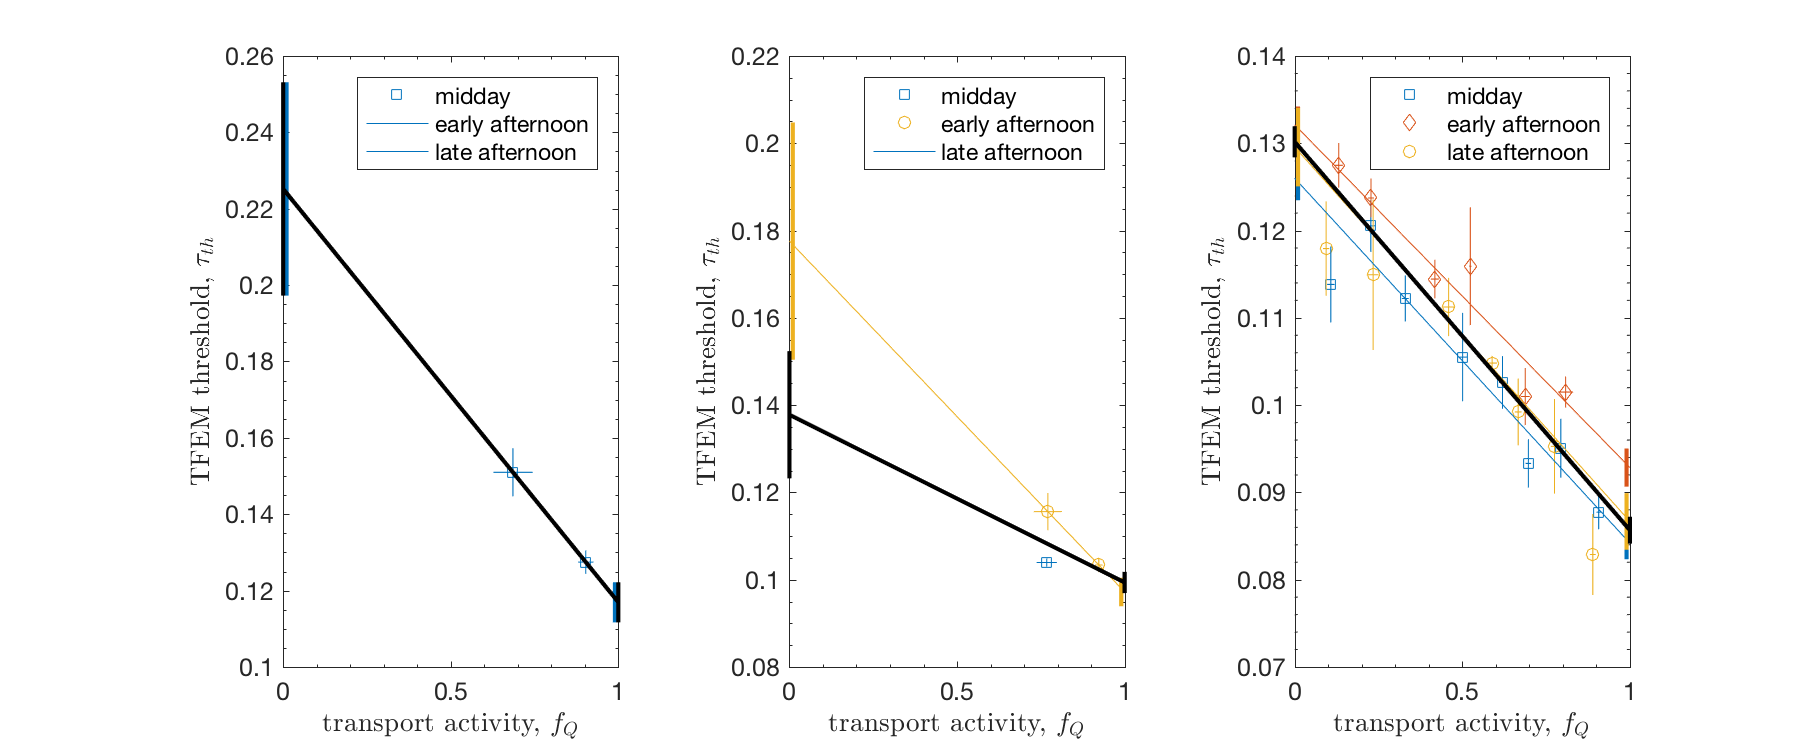 0.26
0.24
0.22
0.2
0.18
0.16
0.14
0.12
0.1
0
0.5
1
TFEM threshold, τth
transport activity, fQ
midday
early afternoon
late afternoon
0.22
0.2
0.18
0.16
0.14
0.12
0.1
0.08
0
0.5
1
TFEM threshold, τth
transport activity, fQ
midday
early afternoon
late afternoon
0.14
0.13
0.12
0.11
0.1
0.09
0.08
0.07
0
0.5
1
TFEM threshold, τth
transport activity, fQ
midday
early afternoon
late afternoon